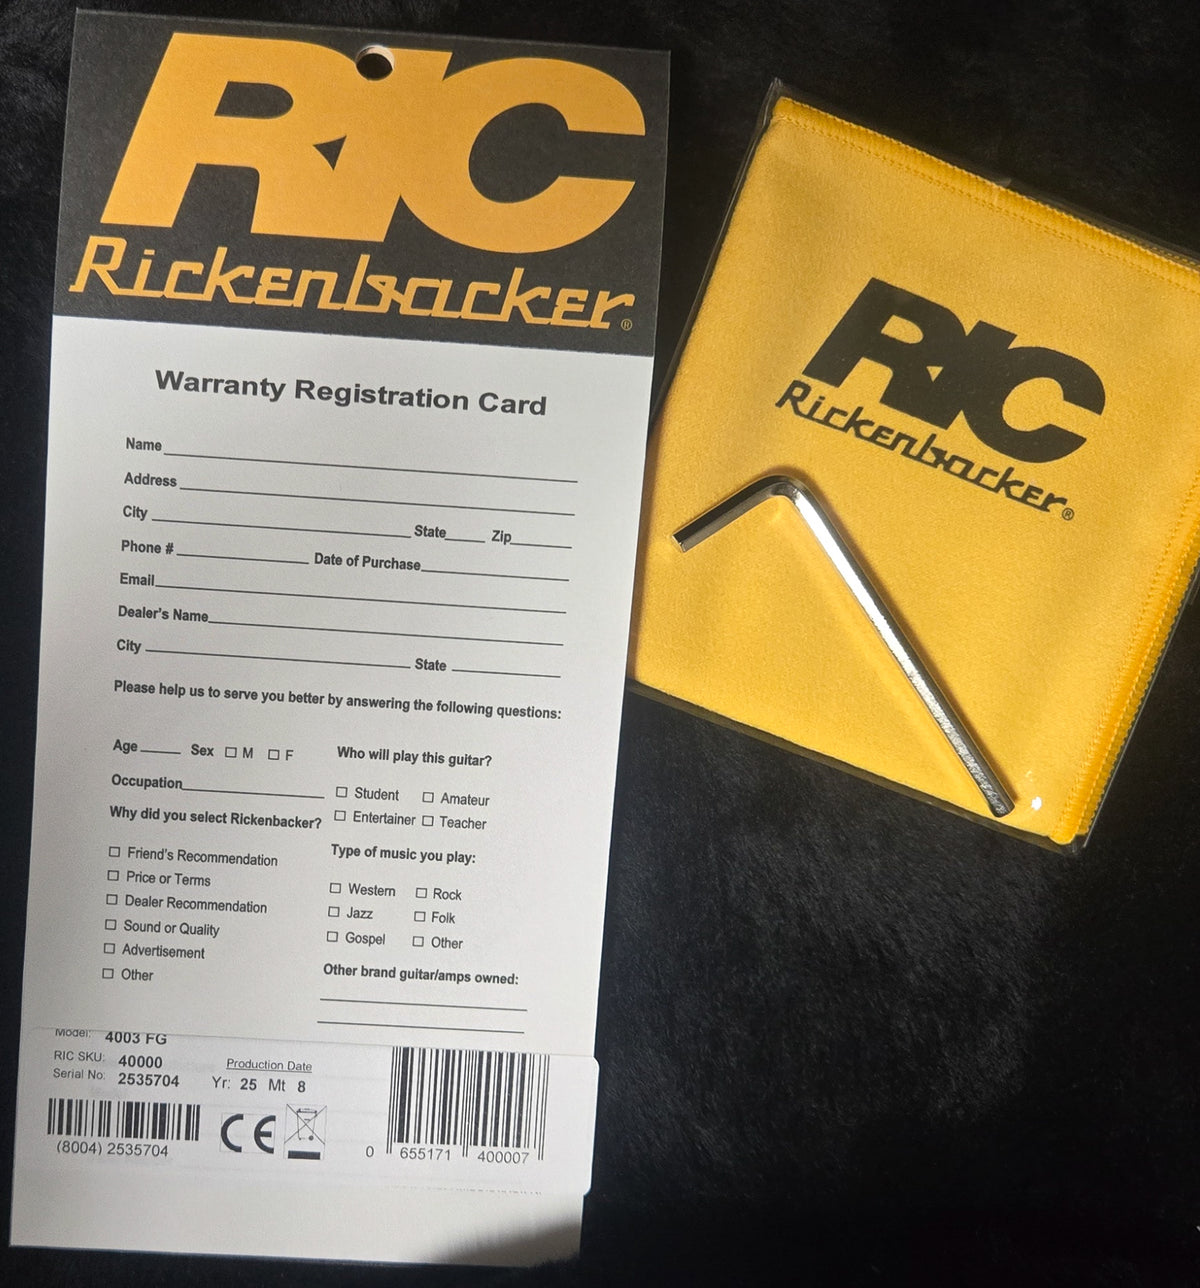 RIC
Rickenbacker®
Warranty Registration Card
Name
Address
City State Zip
Phone # Date of Purchase
Email
Dealer's Name
City State
Please help us to serve you better by answering the following questions:
Age Sex ☐ M ☐ F
Occupation
Why did you select Rickenbacker?
☐ Friend's Recommendation
☐ Price or Terms
☐ Dealer Recommendation
☐ Sound or Quality
☐ Advertisement
☐ Other
Who will play this guitar?
☐ Student ☐ Amateur
☐ Entertainer ☐ Teacher
Type of music you play:
☐ Western ☐ Rock
☐ Jazz ☐ Folk
☐ Gospel ☐ Other
Other brand guitar/amps owned:
Model: 4003 FG
RIC SKU: 40000
Serial No: 2535704
Production Date
Yr: 25 Mt 8
(8004) 2535704
CE
0 655171 400007
RIC
Rickenbacker®